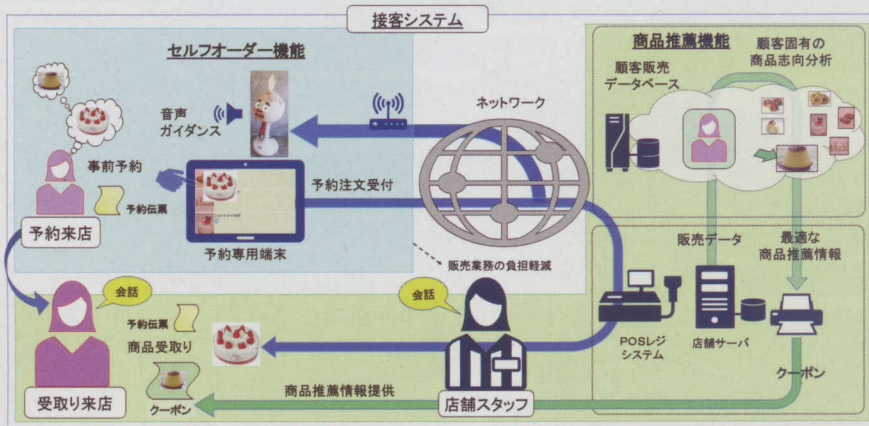 接客システム
セルフオーダー機能
音声
ガイダンス
事前予約
予約伝票
予約来店
予約専用端末
予約注文受付
ネットワーク
商品推薦機能
顧客販売
データベース
顧客固有の
商品志向分析
販売業務の負担軽減
会話
予約伝票
商品受取り
クーポン
受取り来店
会話
店舗スタッフ
商品推薦情報提供
販売データ
最適な
商品推薦情報
POSレジ
システム
店舗サーバ
クーポン